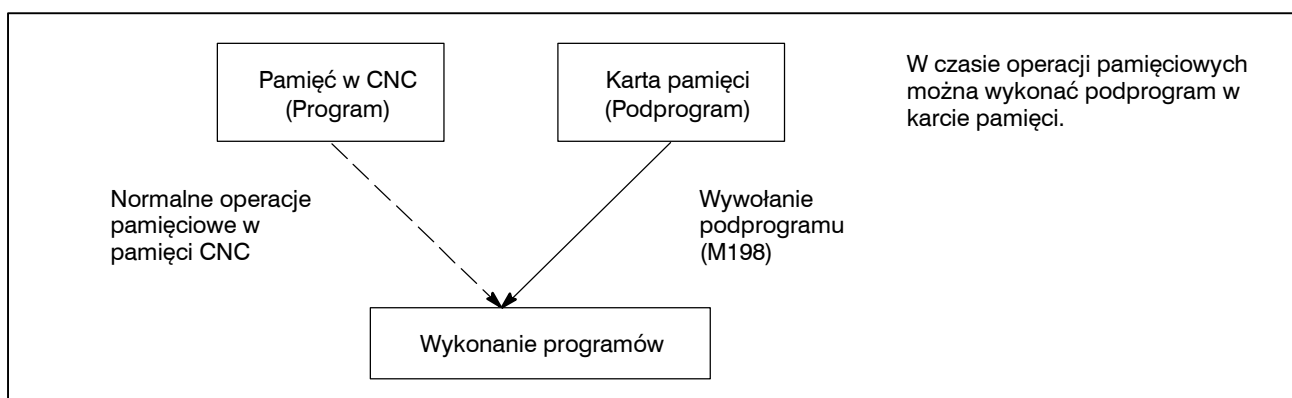 Pamięć w CNC
(Program)
Karta pamięci
(Podprogram)
W czasie operacji pamięciowych
można wykonać podprogram w
karcie pamięci.
Normalne operacje
pamięciowe w
pamięci CNC
Wywołanie
podprogramu
(M198)
Wykonanie programów